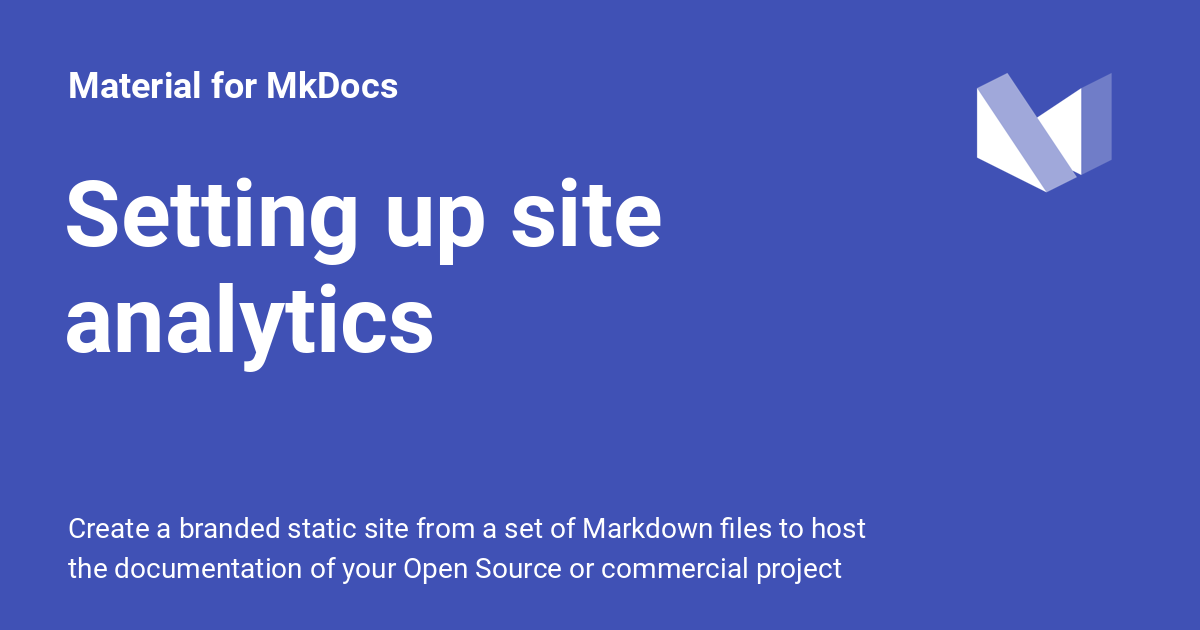 Material for MkDocs
Setting up site
analytics
Create a branded static site from a set of Markdown files to host
the documentation of your Open Source or commercial project